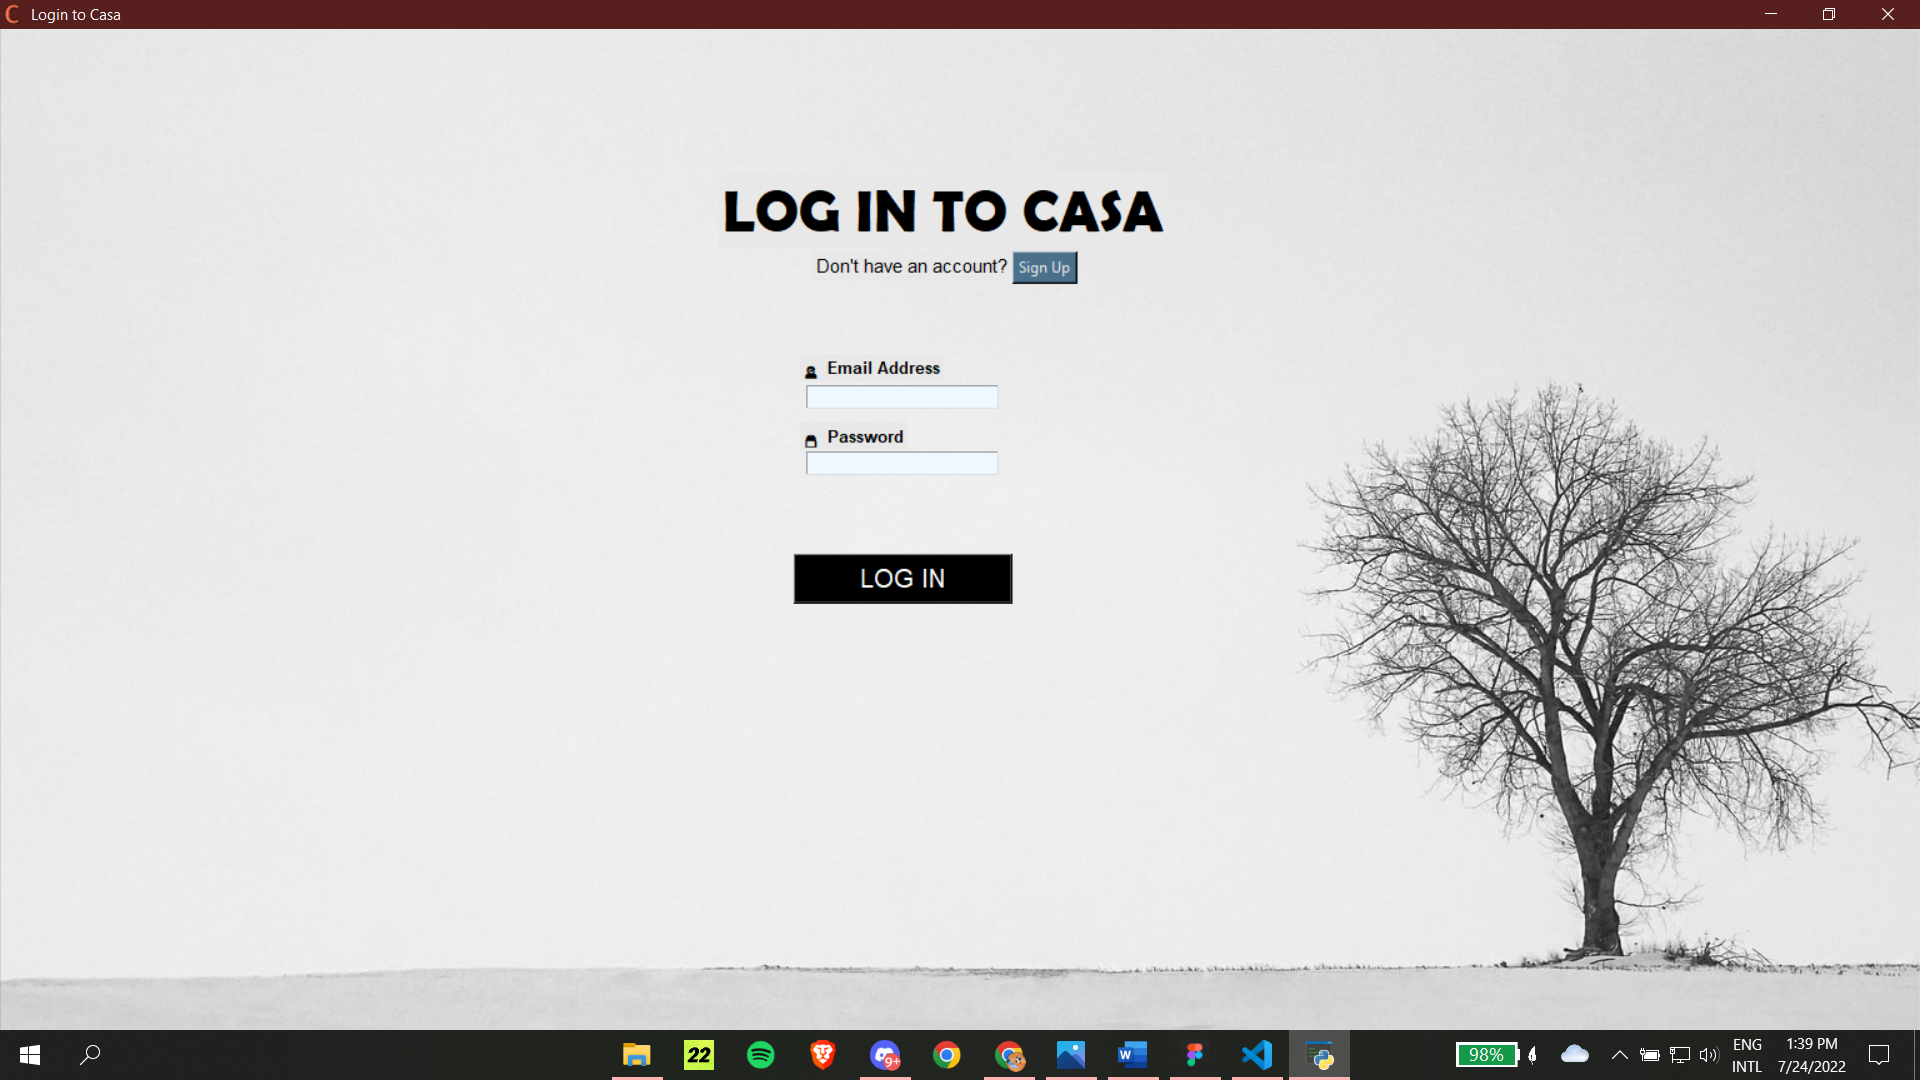 Login to Casa
LOG IN TO CASA
Don't have an account? Sign Up
Email Address
Password
LOG IN
22
9+
W
98%
ENG
INTL
1:39 PM
7/24/2022